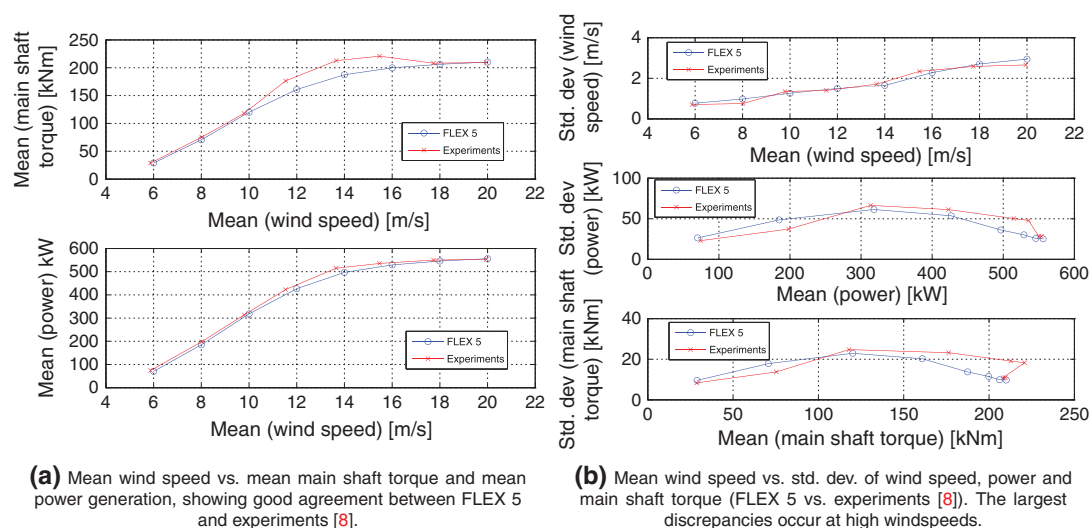 Mean (main shaft
torque) [kNm]
250
200
150
100
50
0
FLEX 5
Experiments
4 6 8 10 12 14 16 18 20 22
Mean (wind speed) [m/s]
Mean (power) kW
600
500
400
300
200
100
0
FLEX 5
Experiments
4 6 8 10 12 14 16 18 20 22
Mean (wind speed) [m/s]
(a) Mean wind speed vs. mean main shaft torque and mean
power generation, showing good agreement between FLEX 5
and experiments [8].
Std. dev (wind
speed) [m/s]
4
2
0
FLEX 5
Experiments
4 6 8 10 12 14 16 18 20 22
Mean (wind speed) [m/s]
Std. dev
(power) [kW]
100
50
0
FLEX 5
Experiments
0 100 200 300 400 500 600
Mean (power) [kW]
Std. dev (main shaft
torque) [kNm]
40
20
0
FLEX 5
Experiments
0 50 100 150 200 250
Mean (main shaft torque) [kNm]
(b) Mean wind speed vs. std. dev. of wind speed, power and
main shaft torque (FLEX 5 vs. experiments [8]). The largest
discrepancies occur at high windspeeds.